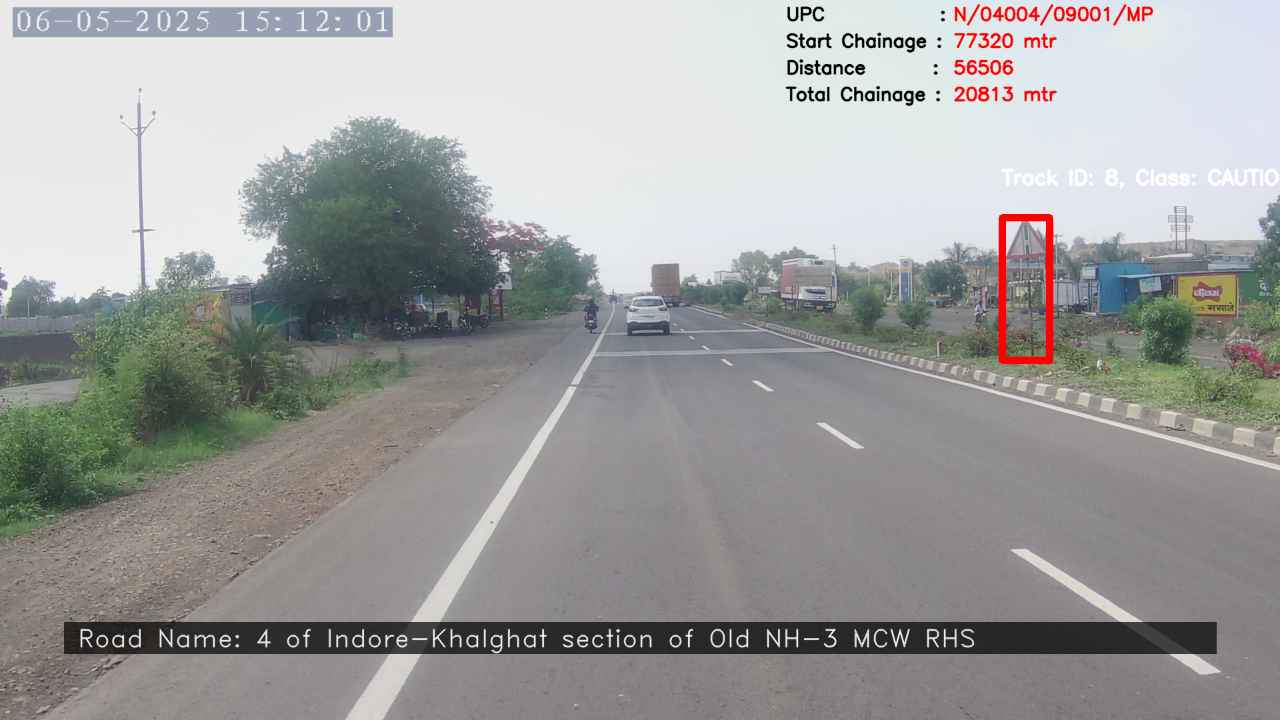 06-05-2025 15:12:01
UPC : N/04004/09001/MP
Start Chainage : 77320 mtr
Distance : 56506
Total Chainage : 20813 mtr
Track ID: 8, Class: CAUTIO
Road Name: 4 of Indore-Khalghat section of Old NH-3 MCW RHS